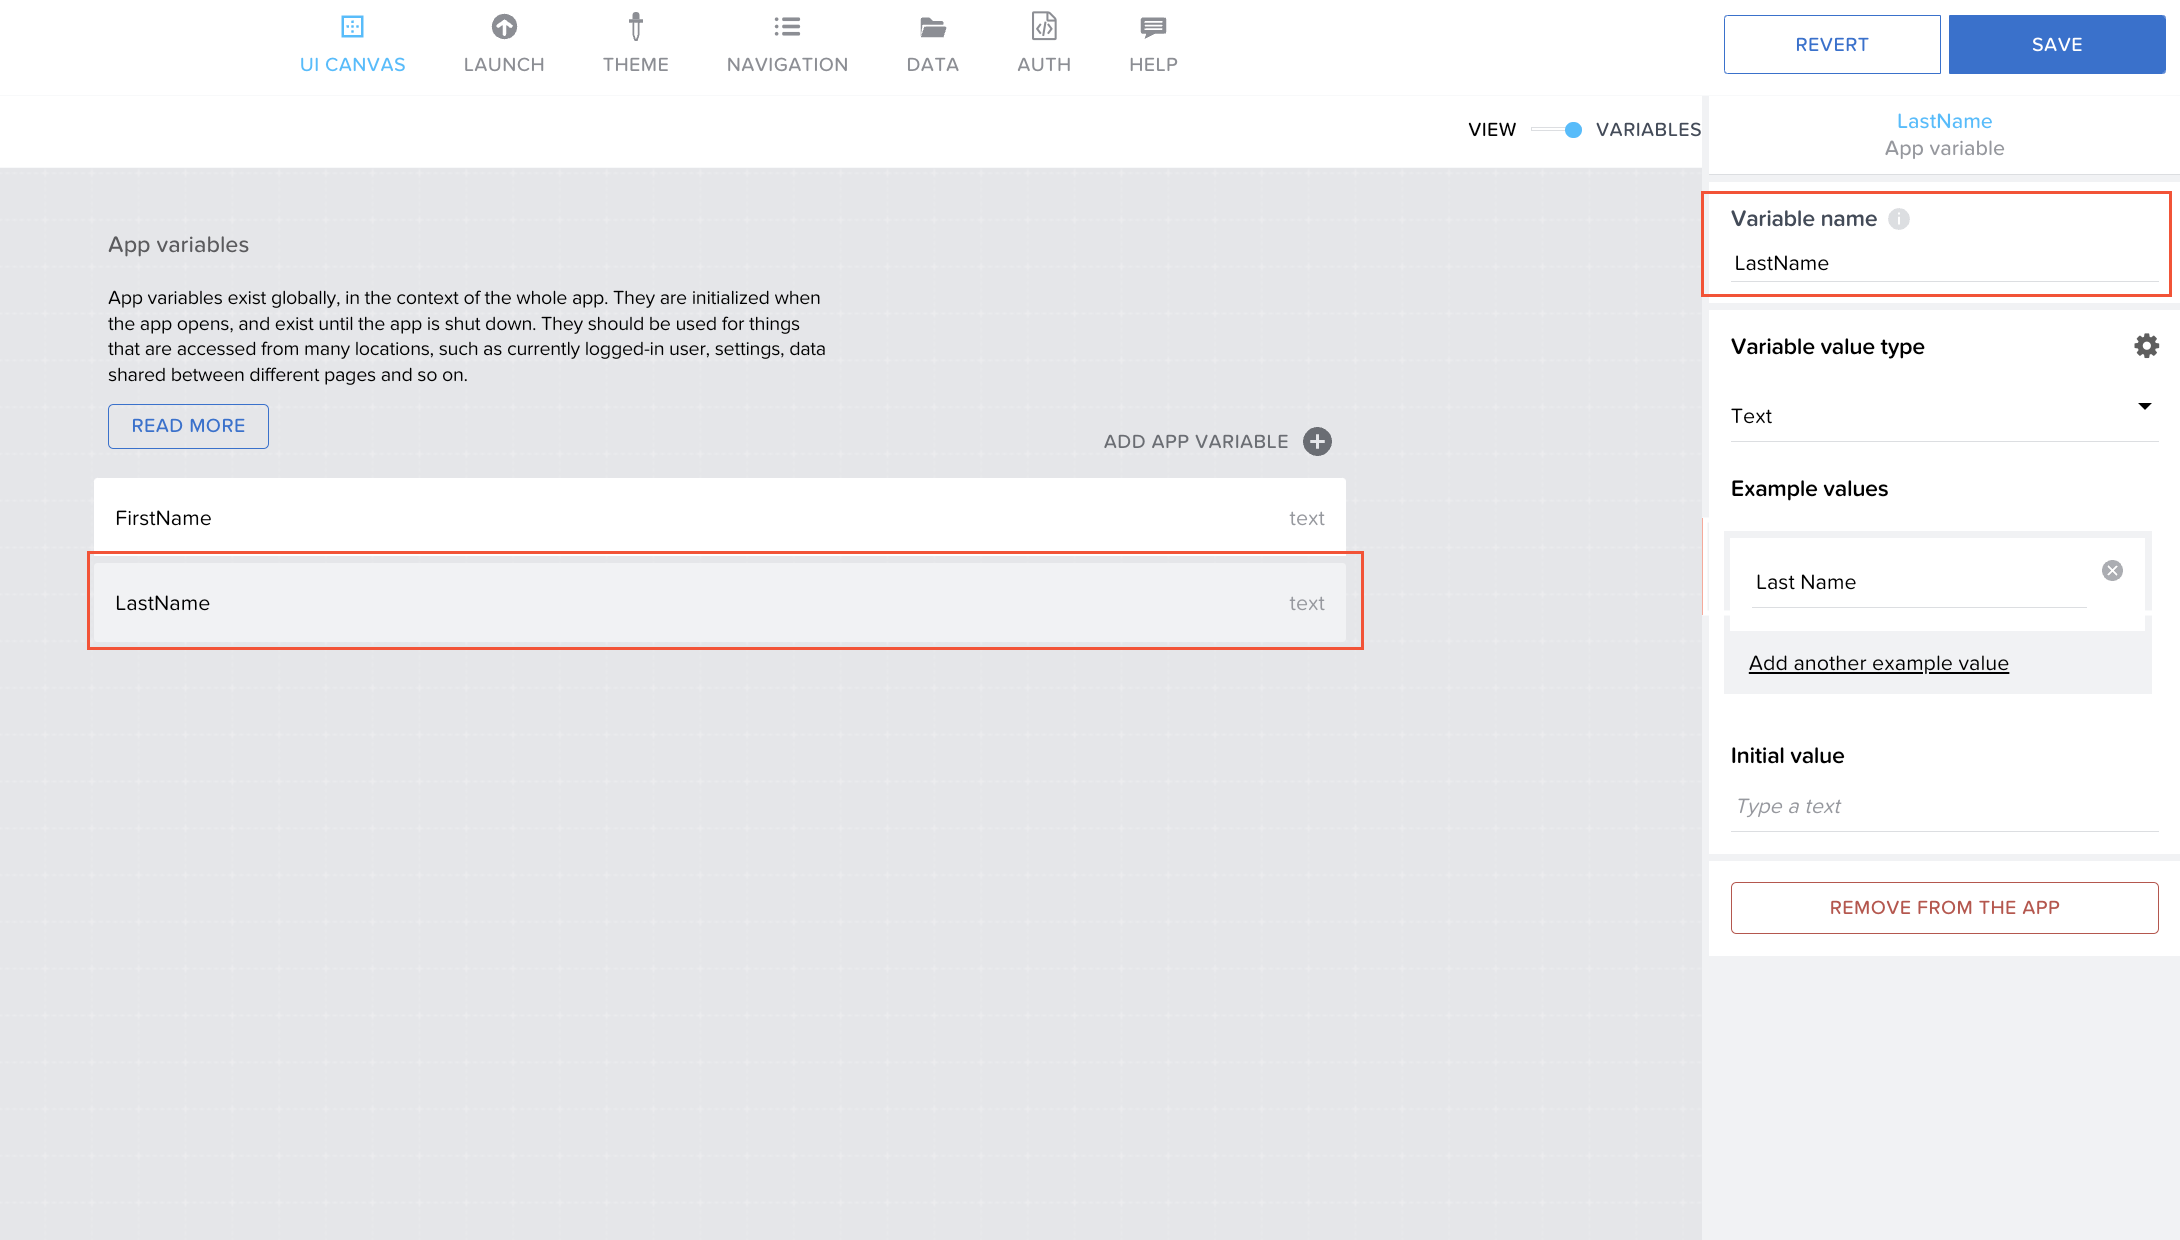 UI CANVAS
LAUNCH
THEME
NAVIGATION
DATA
AUTH
HELP
REVERT
SAVE
VIEW
VARIABLES
App variables
App variables exist globally, in the context of the whole app. They are initialized when
the app opens, and exist until the app is shut down. They should be used for things
that are accessed from many locations, such as currently logged-in user, settings, data
shared between different pages and so on.
READ MORE
ADD APP VARIABLE
FirstName
text
LastName
text
LastName
App variable
Variable name
LastName
Variable value type
Text
Example values
Last Name
Add another example value
Initial value
Type a text
REMOVE FROM THE APP